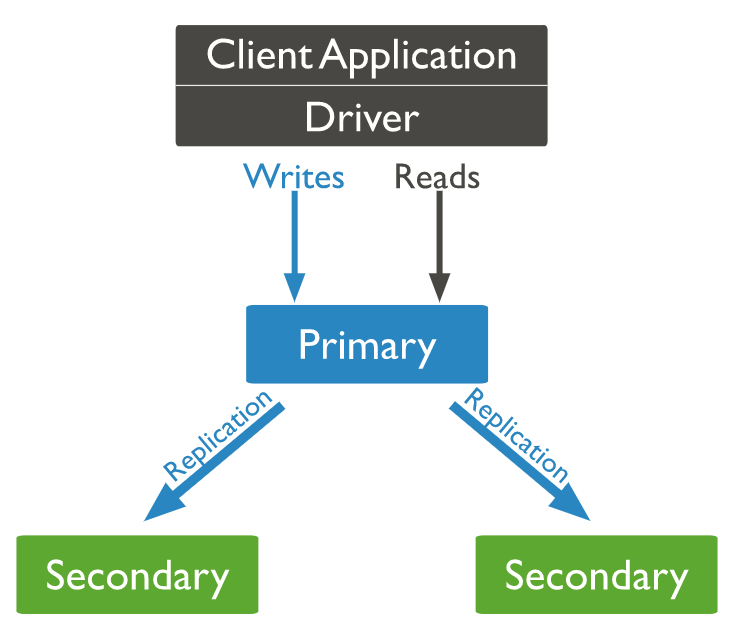 Client Application
Driver
Writes
Reads
Primary
Replication
Replication
Secondary
Secondary